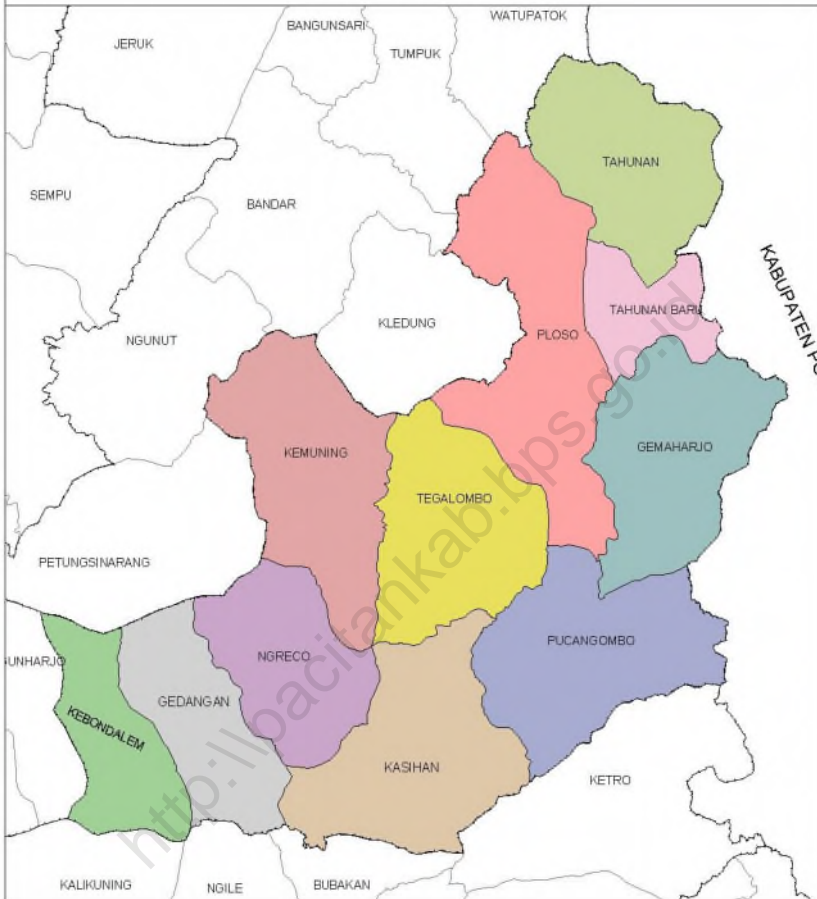 WATUPATOK
BANGUNSARI
JERUK
TUMPUK
TAHUNAN
SEMPU
BANDAR
KABUPATEN
TAHUNAN BARU
KLEDUNG
PLOSO
NGUNUT
GEMAHARJO
KEMUNING
TEGALOMBO
PETUNGSINARANG
PUCANGOMBO
NGRECO
UNHARJO
GEDANGAN
KEBONDALEM
KASIHAN
KETRO
KALIKUNING
NGILE
BUBAKAN
http:\\pacitankab.bps.go.id